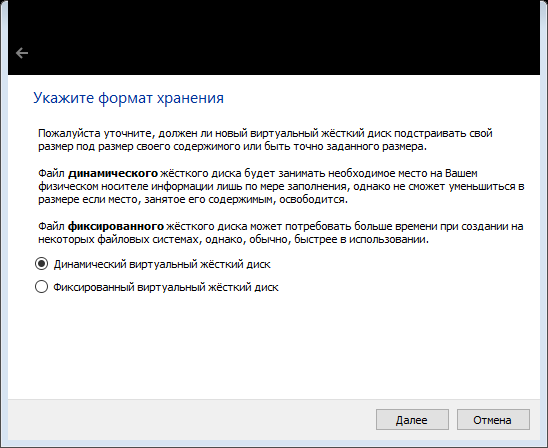 Укажите формат хранения
Пожалуйста уточните, должен ли новый виртуальный жёсткий диск подстраивать свой
размер под размер своего содержимого или быть точно заданного размера.
Файл динамического жёсткого диска будет занимать необходимое место на Вашем
физическом носителе информации лишь по мере заполнения, однако не сможет уменьшиться в
размере если место, занятое его содержимым, освободится.
Файл фиксированного жёсткого диска может потребовать больше времени при создании на
некоторых файловых системах, однако, обычно, быстрее в использовании.
Динамический виртуальный жёсткий диск
Фиксированный виртуальный жёсткий диск
Далее
Отмена